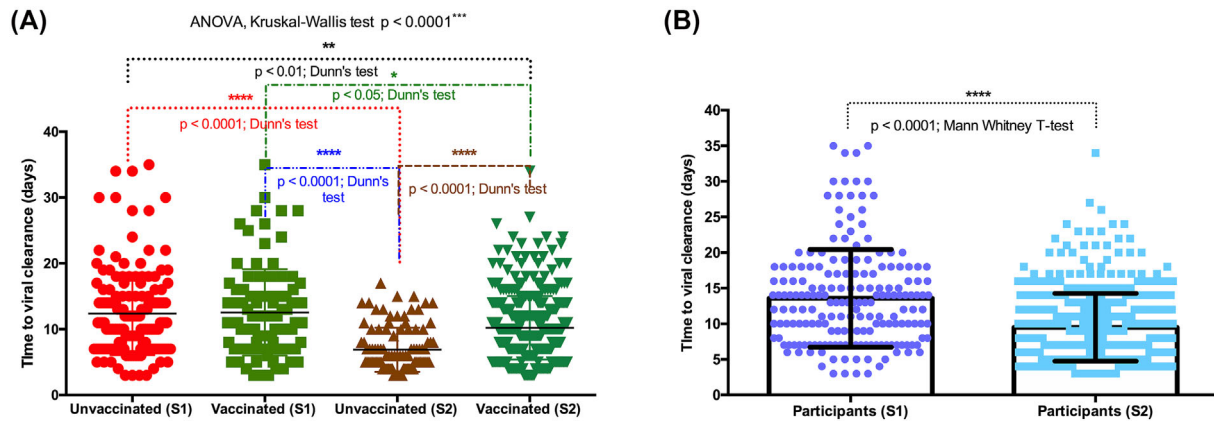 (A)
ANOVA, Kruskal-Wallis test p < 0.0001***
**
p < 0.01; Dunn's test
*
p < 0.05; Dunn's test
****
p < 0.0001; Dunn's test
****
p < 0.0001; Dunn's
test
****
p < 0.0001; Dunn's test
Time to viral clearance (days)
40
30
20
10
0
Unvaccinated (S1)
Vaccinated (S1)
Unvaccinated (S2)
Vaccinated (S2)
(B)
****
p < 0.0001; Mann Whitney T-test
Time to viral clearance (days)
40
35
30
25
20
15
10
5
0
Participants (S1)
Participants (S2)